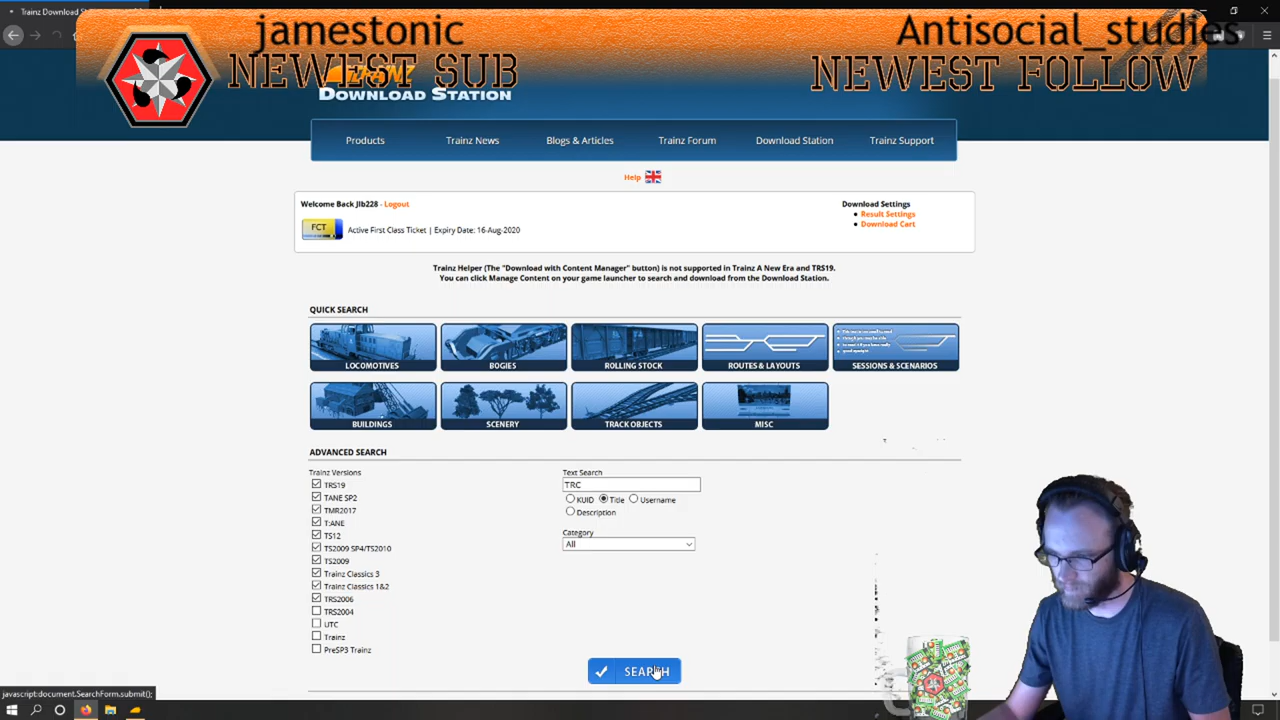 Trainz Download
jamestonic
Antisocial_studies
NEWEST SUB
NEWEST FOLLOW
DOWNLOAD STATION
Products
Trainz News
Blogs & Articles
Trainz Forum
Download Station
Trainz Support
Help
Welcome Back Jlb228 - Logout
FCT
Active First Class Ticket | Expiry Date: 16-Aug-2020
Download Settings
Result Settings
Download Cart
Trainz Helper (The "Download with Content Manager" button) is not supported in Trainz A New Era and TRS19.
You can click Manage Content on your game launcher to search and download from the Download Station.
QUICK SEARCH
LOCOMOTIVES
BOGIES
ROLLING STOCK
ROUTES & LAYOUTS
SESSIONS & SCENARIOS
BUILDINGS
SCENERY
TRACK OBJECTS
MISC
ADVANCED SEARCH
Trainz Versions
TRS19
TANE SP2
TMR2017
T:ANE
TS12
TS2009 SP4/TS2010
TS2009
Trainz Classics 3
Trainz Classics 1&2
TRS2006
TRS2004
UTC
Trainz
PreSP3 Trainz
Text Search
TRC
KUID Title Username
Description
Category
All
SEARCH
javascript:document.SearchForm.submit();